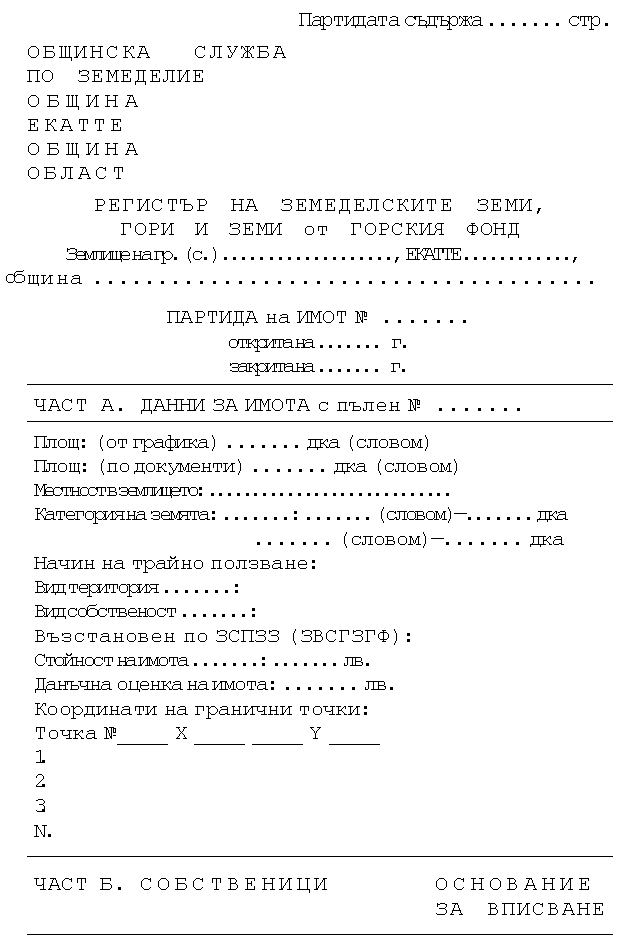 Партидата съдържа ....... стр.
ОБЩИНСКА СЛУЖБА
ПО ЗЕМЕДЕЛИЕ
ОБЩИНА
ЕКАТТЕ
ОБЩИНА
ОБЛАСТ
РЕГИСТЪР НА ЗЕМЕДЕЛСКИТЕ ЗЕМИ,
ГОРИ И ЗЕМИ от ГОРСКИЯ ФОНД
Землище на гр. (с.) ..................., ЕКАТТЕ............,
община .......................................
ПАРТИДА на ИМОТ № .......
открита на ....... г.
закрита на ....... г.
ЧАСТ А. ДАННИ ЗА ИМОТА с пълен № .......
Площ: (от графика) ....... дка (словом)
Площ: (по документи) ....... дка (словом)
Местност в землището: ............................
Категория на земята: .......: ....... (словом) — ....... дка
....... (словом) — ....... дка
Начин на трайно ползване:
Вид територия .......:
Вид собственост .......:
Възстановен по ЗСПЗЗ (ЗВСГЗГФ):
Стойност на имота .......: ....... лв.
Данъчна оценка на имота: ....... лв.
Координати на гранични точки:
Точка №____ X ____ ____ Y ____
1.
2.
3.
N.
ЧАСТ Б. СОБСТВЕНИЦИ ОСНОВАНИЕ
ЗА ВПИСВАНЕ